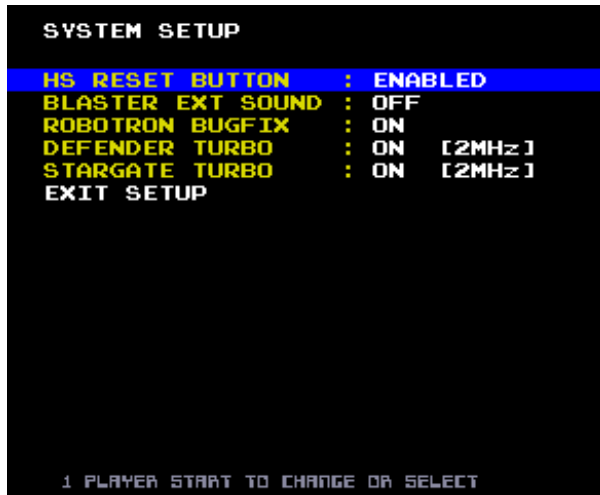 SYSTEM SETUP
HS RESET BUTTON : ENABLED
BLASTER EXT SOUND : OFF
ROBOTRON BUGFIX : ON
DEFENDER TURBO : ON [2MHz]
STARGATE TURBO : ON [2MHz]
EXIT SETUP
1 PLAYER START TO CHANGE OR SELECT